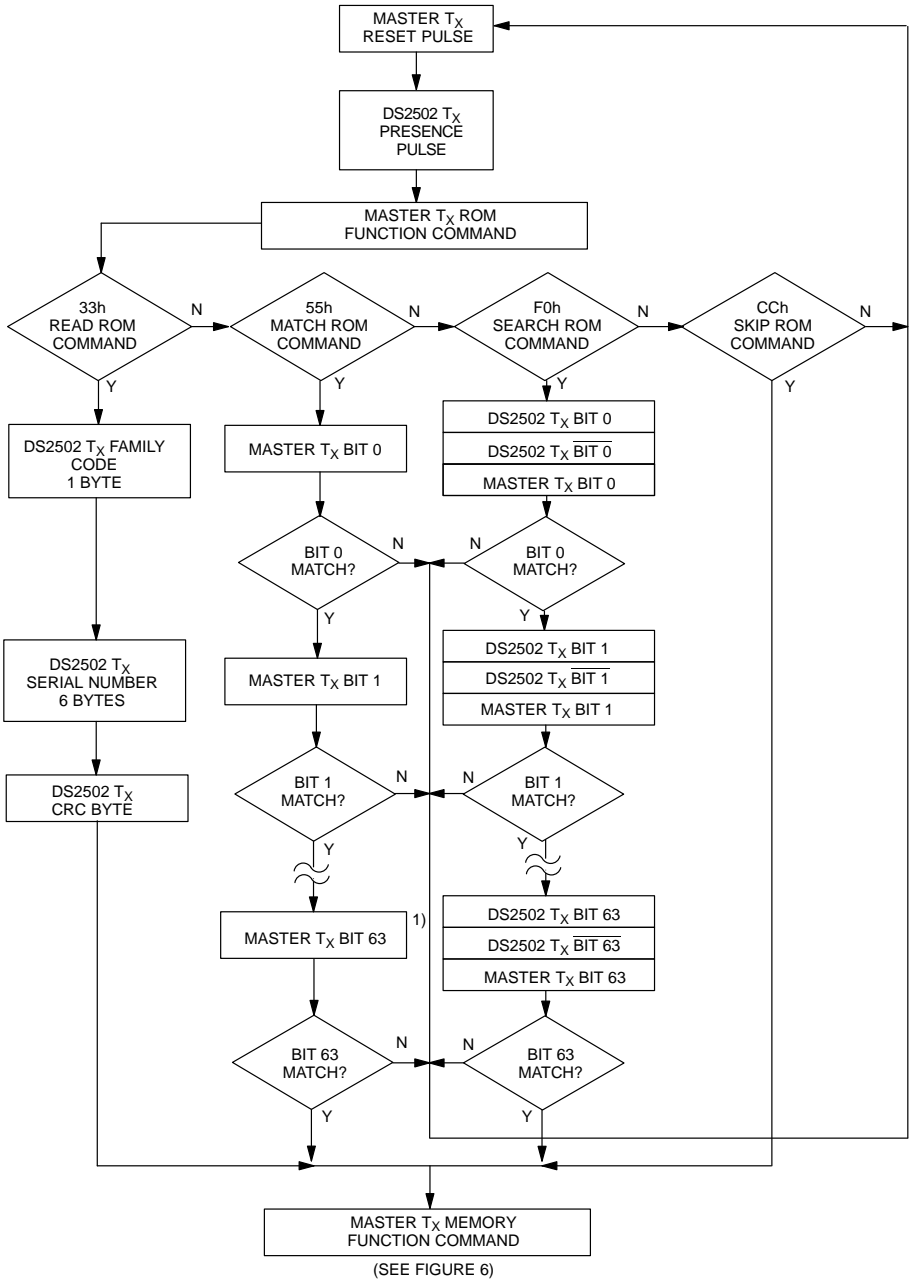 MASTER TX
RESET PULSE
DS2502 TX
PRESENCE
PULSE
MASTER TX ROM
FUNCTION COMMAND
33h
READ ROM
COMMAND
N
Y
55h
MATCH ROM
COMMAND
N
Y
F0h
SEARCH ROM
COMMAND
N
Y
CCh
SKIP ROM
COMMAND
N
Y
DS2502 TX FAMILY
CODE
1 BYTE
DS2502 TX
SERIAL NUMBER
6 BYTES
DS2502 TX
CRC BYTE
MASTER TX BIT 0
BIT 0
MATCH?
N
Y
MASTER TX BIT 1
BIT 1
MATCH?
N
Y
MASTER TX BIT 63
1)
BIT 63
MATCH?
N
Y
DS2502 TX BIT 0
DS2502 TX BIT 0
MASTER TX BIT 0
N
BIT 0
MATCH?
Y
DS2502 TX BIT 1
DS2502 TX BIT 1
MASTER TX BIT 1
N
BIT 1
MATCH?
Y
DS2502 TX BIT 63
DS2502 TX BIT 63
MASTER TX BIT 63
N
BIT 63
MATCH?
Y
MASTER TX MEMORY
FUNCTION COMMAND
(SEE FIGURE 6)